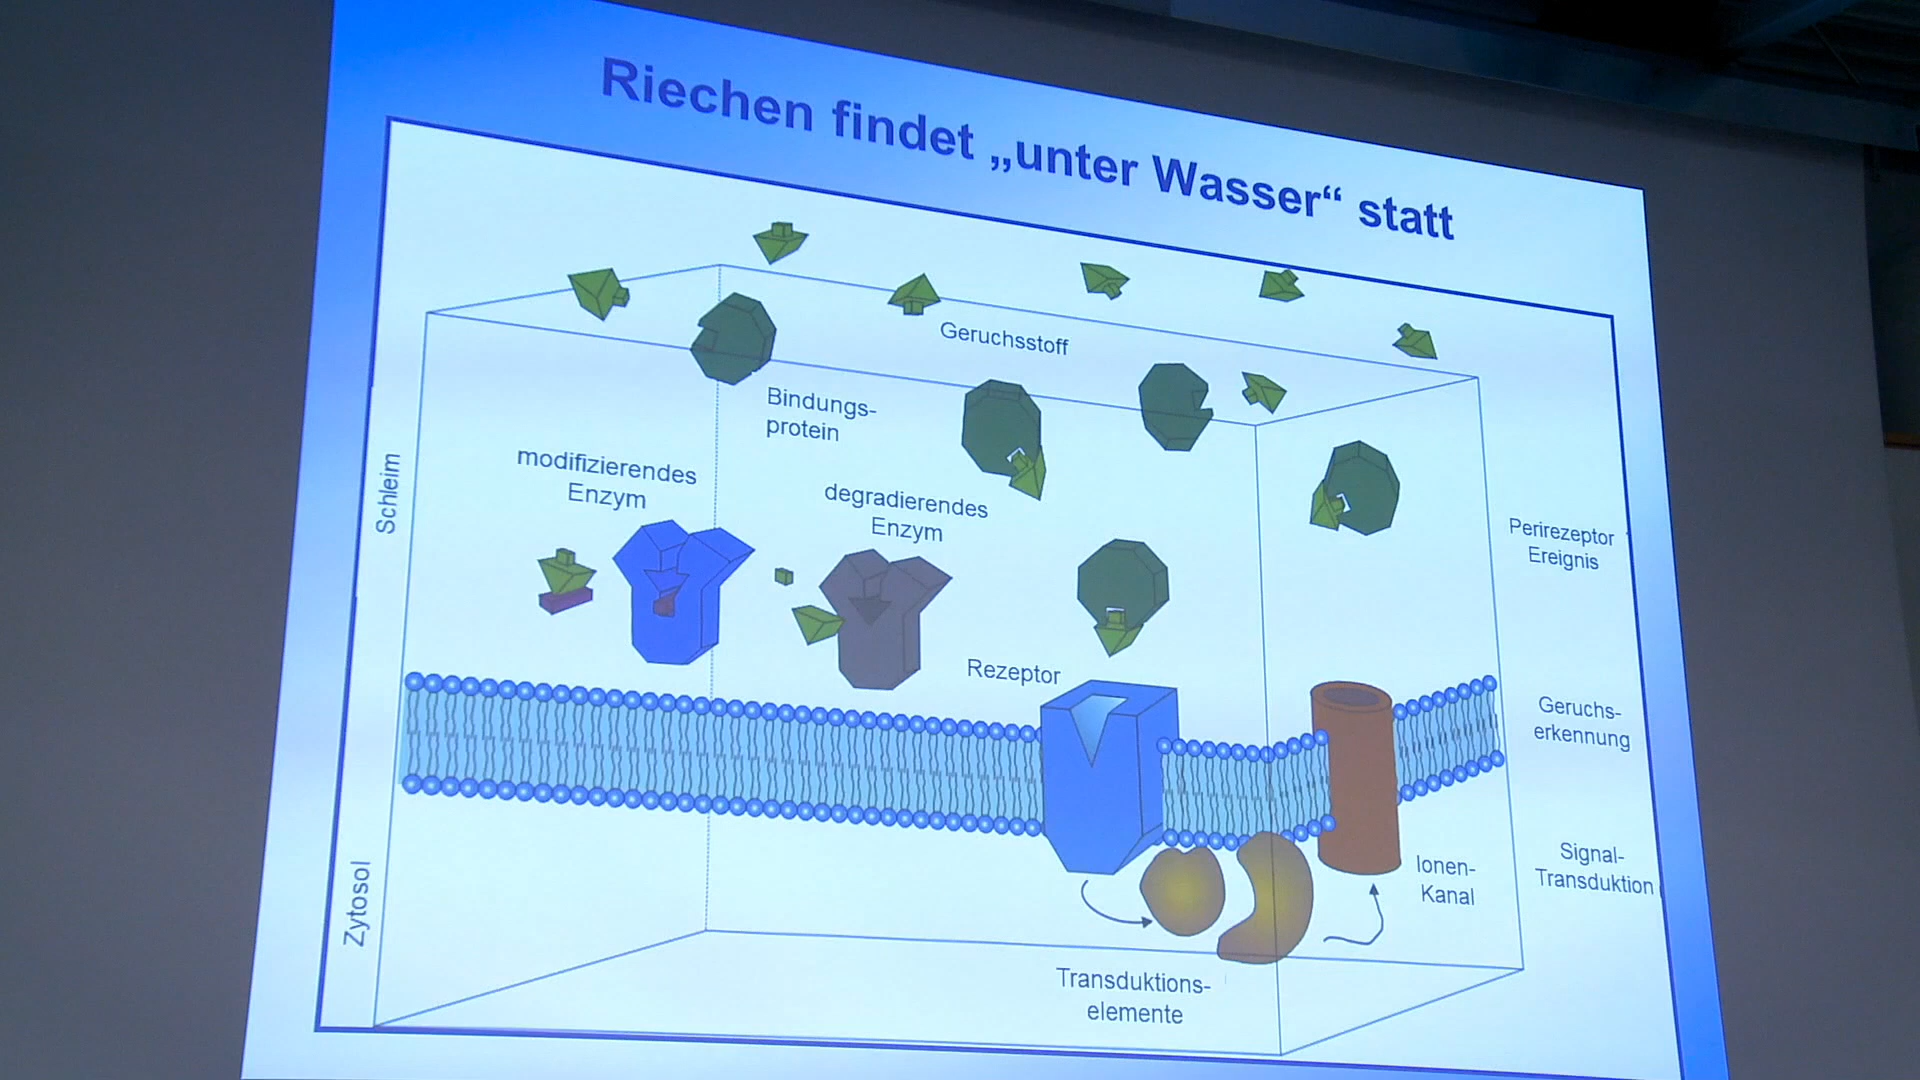 Riechen findet „unter Wasser“ statt
Geruchsstoff
Bindungs-
protein
modifizierendes
Enzym
degradierendes
Enzym
Schleim
Perirezeptor
Ereignis
Rezeptor
Geruchs-
erkennung
Zytosol
Ionen-
Kanal
Signal-
Transduktion
Transduktions-
elemente